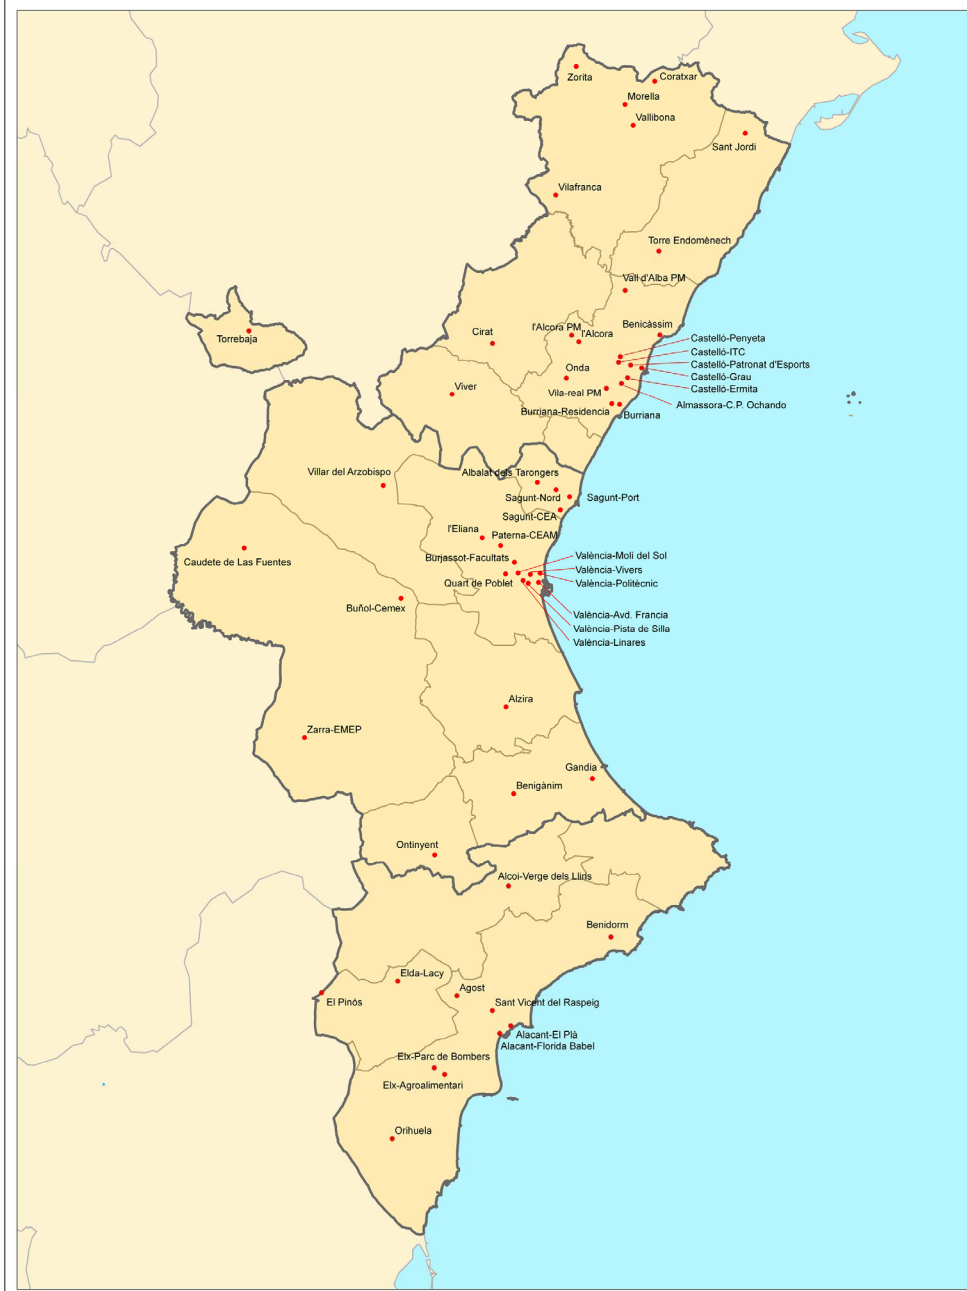 Zorita
Coratxar
Morella
Vallibona
Sant Jordi
Vilafranca
Torre Endomènech
Vall d'Alba PM
l'Alcora PM
Benicàssim
Torrebaja
Cirat
l'Alcora
Castelló-Penyeta
Castelló-ITC
Castelló-Patronat d'Esports
Onda
Castelló-Grau
Viver
Vila-real PM
Castelló-Ermita
Almassora-C.P. Ochando
Burriana-Residencia
Burriana
Villar del Arzobispo
Albalat dels Tarongers
Sagunt-Nord
Sagunt-Port
Sagunt-CEA
l'Eliana
Paterna-CEAM
Burjassot-Facultats
València-Molí del Sol
Caudete de Las Fuentes
València-Vivers
Quart de Poblet
València-Politècnic
Buñol-Cemex
València-Avd. Francia
València-Pista de Silla
València-Linares
Alzira
Zarra-EMEP
Gandia
Benigànim
Ontinyent
Alcoi-Verge dels Lliris
Benidorm
Elda-Lacy
Agost
El Pinós
Sant Vicent del Raspeig
Alacant-El Plà
Alacant-Florida Babel
Elx-Parc de Bombers
Elx-Agroalimentari
Orihuela